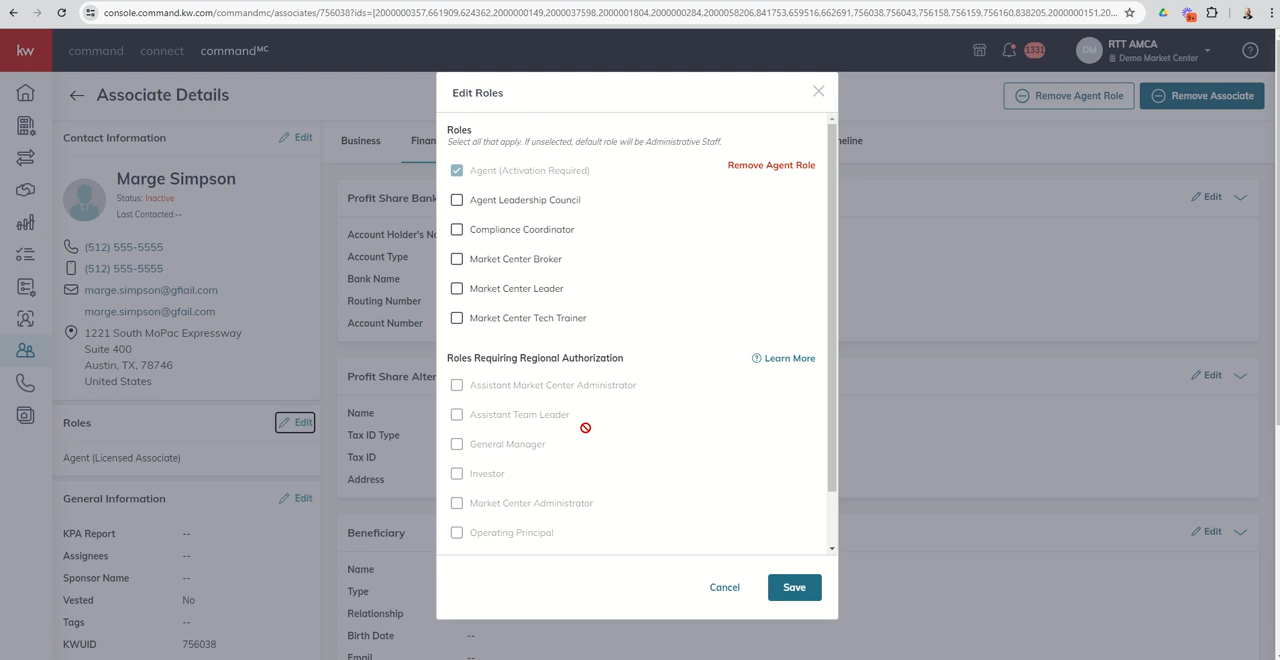 console.command.kw.com/commandmc/associates/756038?ids=[2000000357,661909,624362,2000000149,2000037598,2000001804,2000000284,2000058206,841753,659516,662691,756038,756043,756158,756159,756160,838205,2000000151,20...
9+
kw
command
connect
commandMC
1331
DM
RTT AMCA
Demo Market Center
Associate Details
Remove Agent Role
Remove Associate
Contact Information
Edit
Marge Simpson
Status: Inactive
Last Contacted:--
(512) 555-5555
(512) 555-5555
marge.simpson@gfiail.com
marge.simpson@gfail.com
1221 South MoPac Expressway
Suite 400
Austin, TX, 78746
United States
Roles
Edit
Agent (Licensed Associate)
General Information
Edit
KPA Report --
Assignees --
Sponsor Name --
Vested No
Tags --
KWUID 756038
Business
Finan
neline
Profit Share Bank
Edit
Account Holder's Na
Account Type
Bank Name
Routing Number
Account Number
Profit Share Alter
Edit
Name
Tax ID Type
Tax ID
Address
Beneficiary
Edit
Name
Type
Relationship
Birth Date --
Email
Edit Roles
Roles
Select all that apply. If unselected, default role will be Administrative Staff.
Agent (Activation Required)
Remove Agent Role
Agent Leadership Council
Compliance Coordinator
Market Center Broker
Market Center Leader
Market Center Tech Trainer
Roles Requiring Regional Authorization
Learn More
Assistant Market Center Administrator
Assistant Team Leader
General Manager
Investor
Market Center Administrator
Operating Principal
Cancel
Save